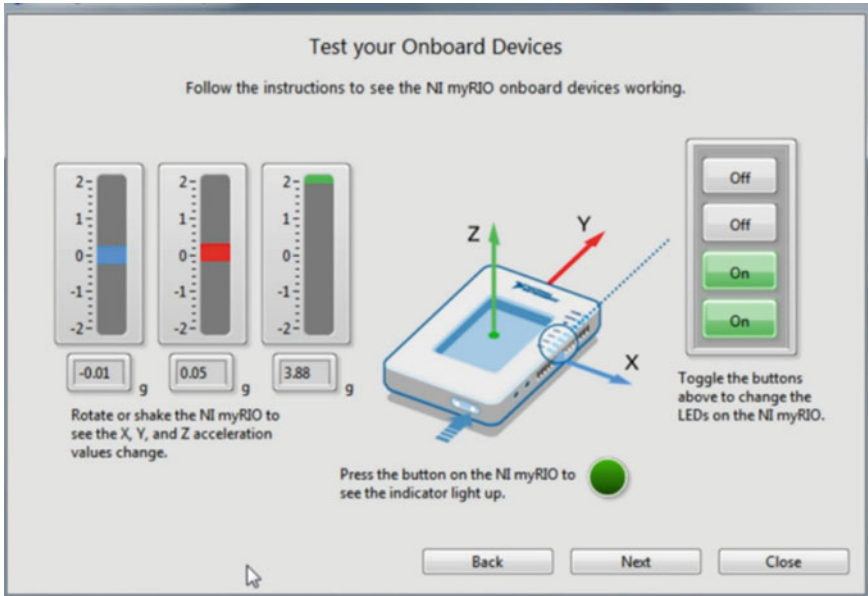 Test your Onboard Devices
Follow the instructions to see the NI myRIO onboard devices working.
2
1
0
-1
-2
2
1
0
-1
-2
2
1
0
-1
-2
-0.01 g
0.05 g
3.88 g
Rotate or shake the NI myRIO to
see the X, Y, and Z acceleration
values change.
Z
Y
X
Press the button on the NI myRIO to
see the indicator light up.
Off
Off
On
On
Toggle the buttons
above to change the
LEDs on the NI myRIO.
Back
Next
Close